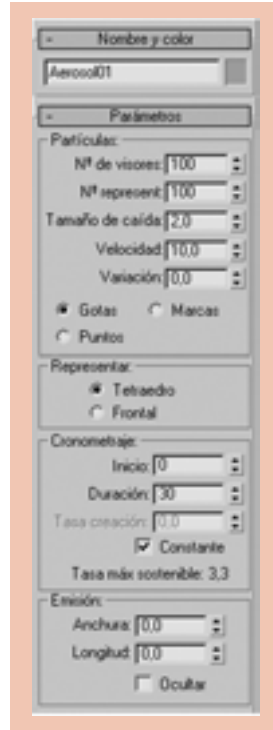 - Nombre y color
Aerosol01
- Parámetros
Partículas:
Nº de visores: 100
Nº represent: 100
Tamaño de caída: 2,0
Velocidad: 10,0
Variación: 0,0
Gotas Marcas
Puntos
Representar:
Tetraedro
Frontal
Cronometraje:
Inicio: 0
Duración: 30
Tasa creación: 0,0
Constante
Tasa máx sostenible: 3,3
Emisión:
Anchura: 0,0
Longitud: 0,0
Ocultar